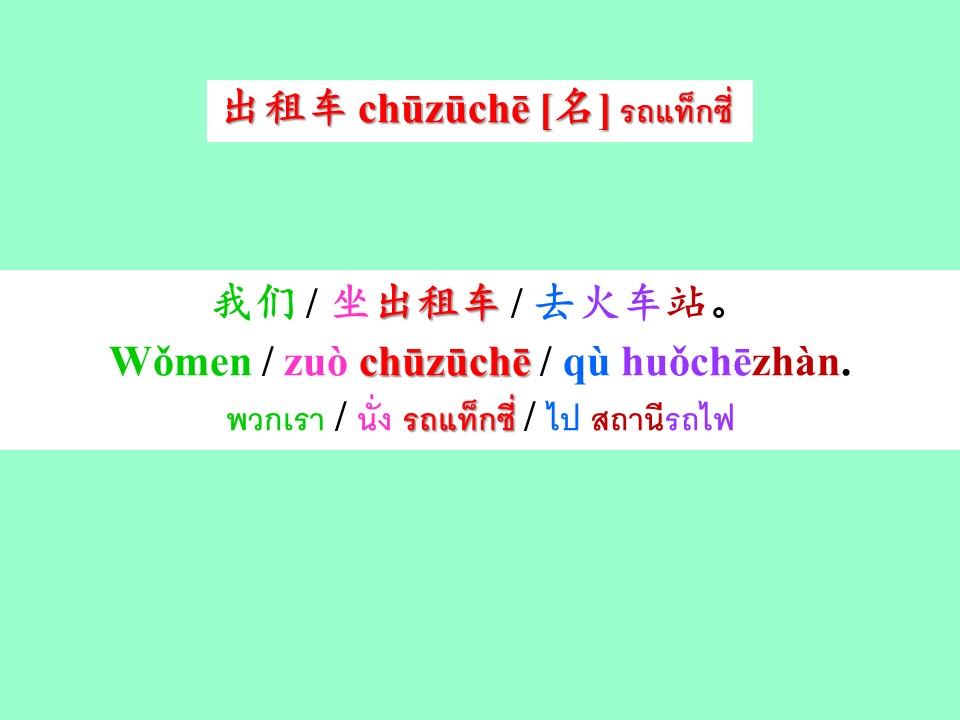 出租车 chūzūchē [名] รถแท็กซี่
我们 / 坐出租车 / 去火车站。
Wǒmen / zuò chūzūchē / qù huǒchēzhàn.
พวกเรา / นั่ง รถแท็กซี่ / ไป สถานีรถไฟ